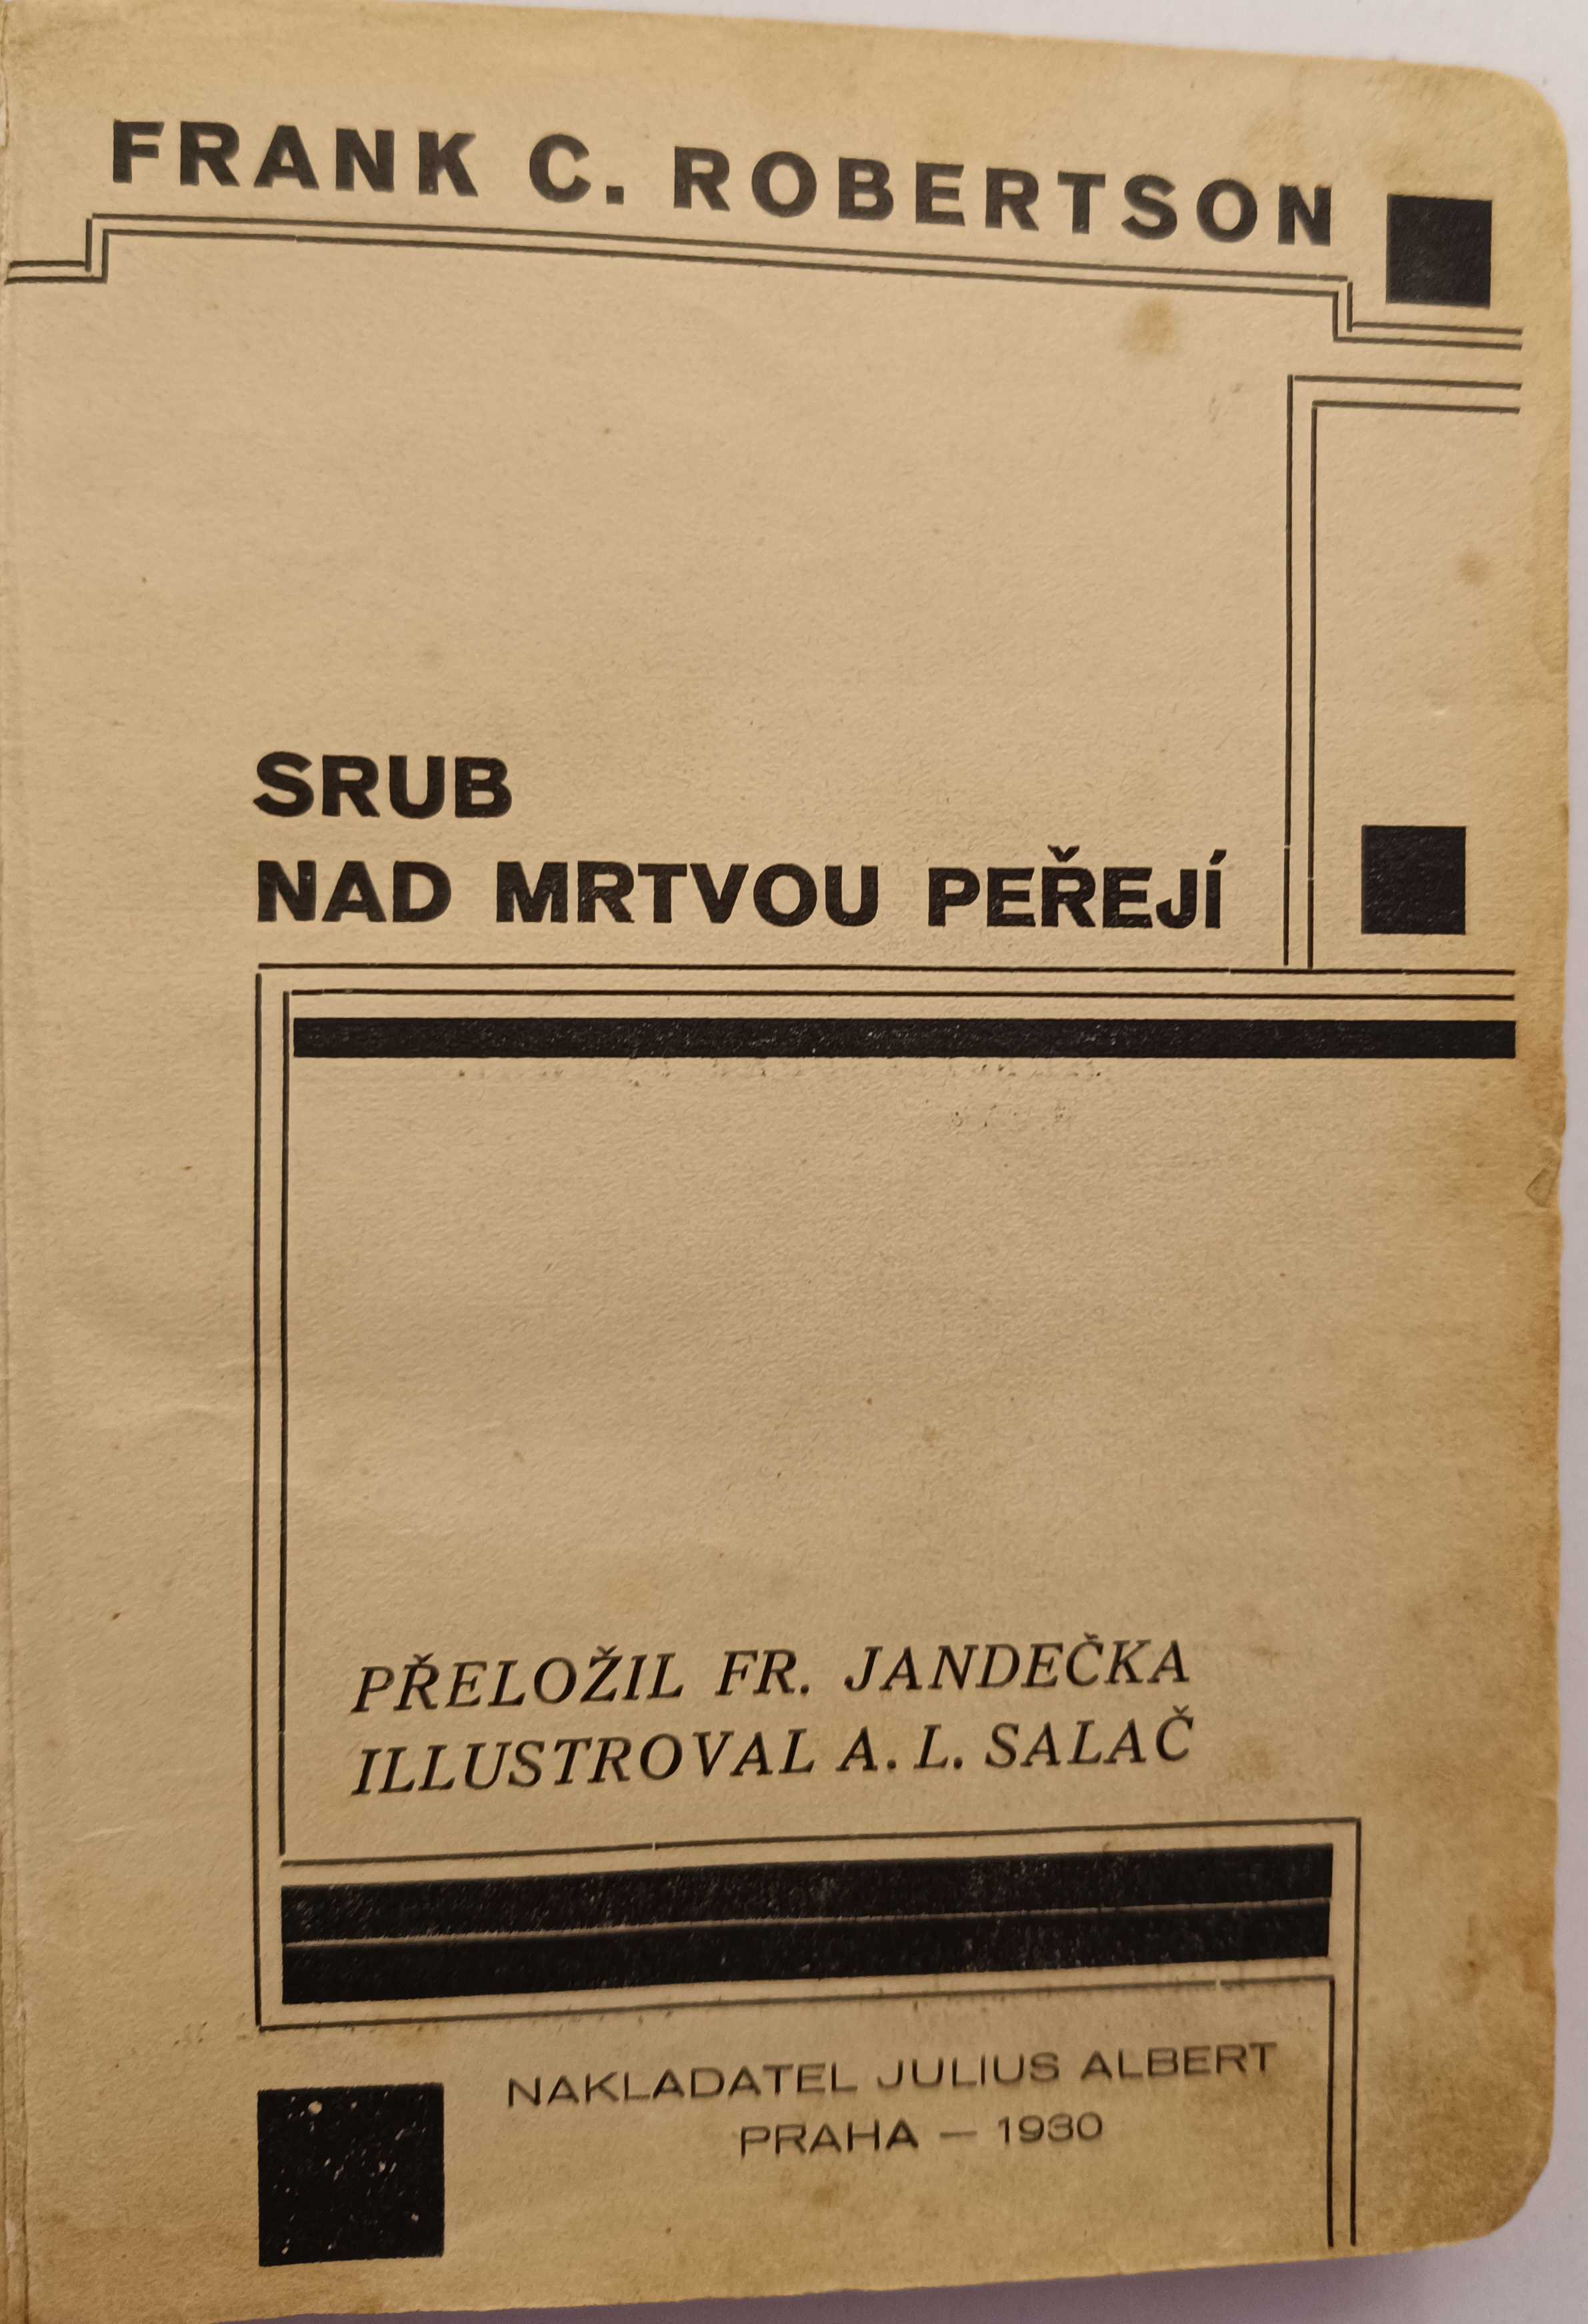 FRANK C. ROBERTSON
SRUB
NAD MRTVOU PEŘEJÍ
PŘELOŽIL FR. JANDEČKA
ILLUSTROVAL A. L. SALAČ
NAKLADATEL JULIUS ALBERT
PRAHA — 1930